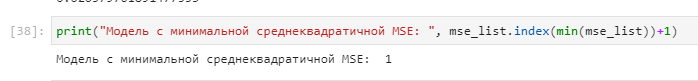 [38]: print("Модель с минимальной среднеквадратичной MSE: ", mse_list.index(min(mse_list))+1)
Модель с минимальной среднеквадратичной MSE:  1